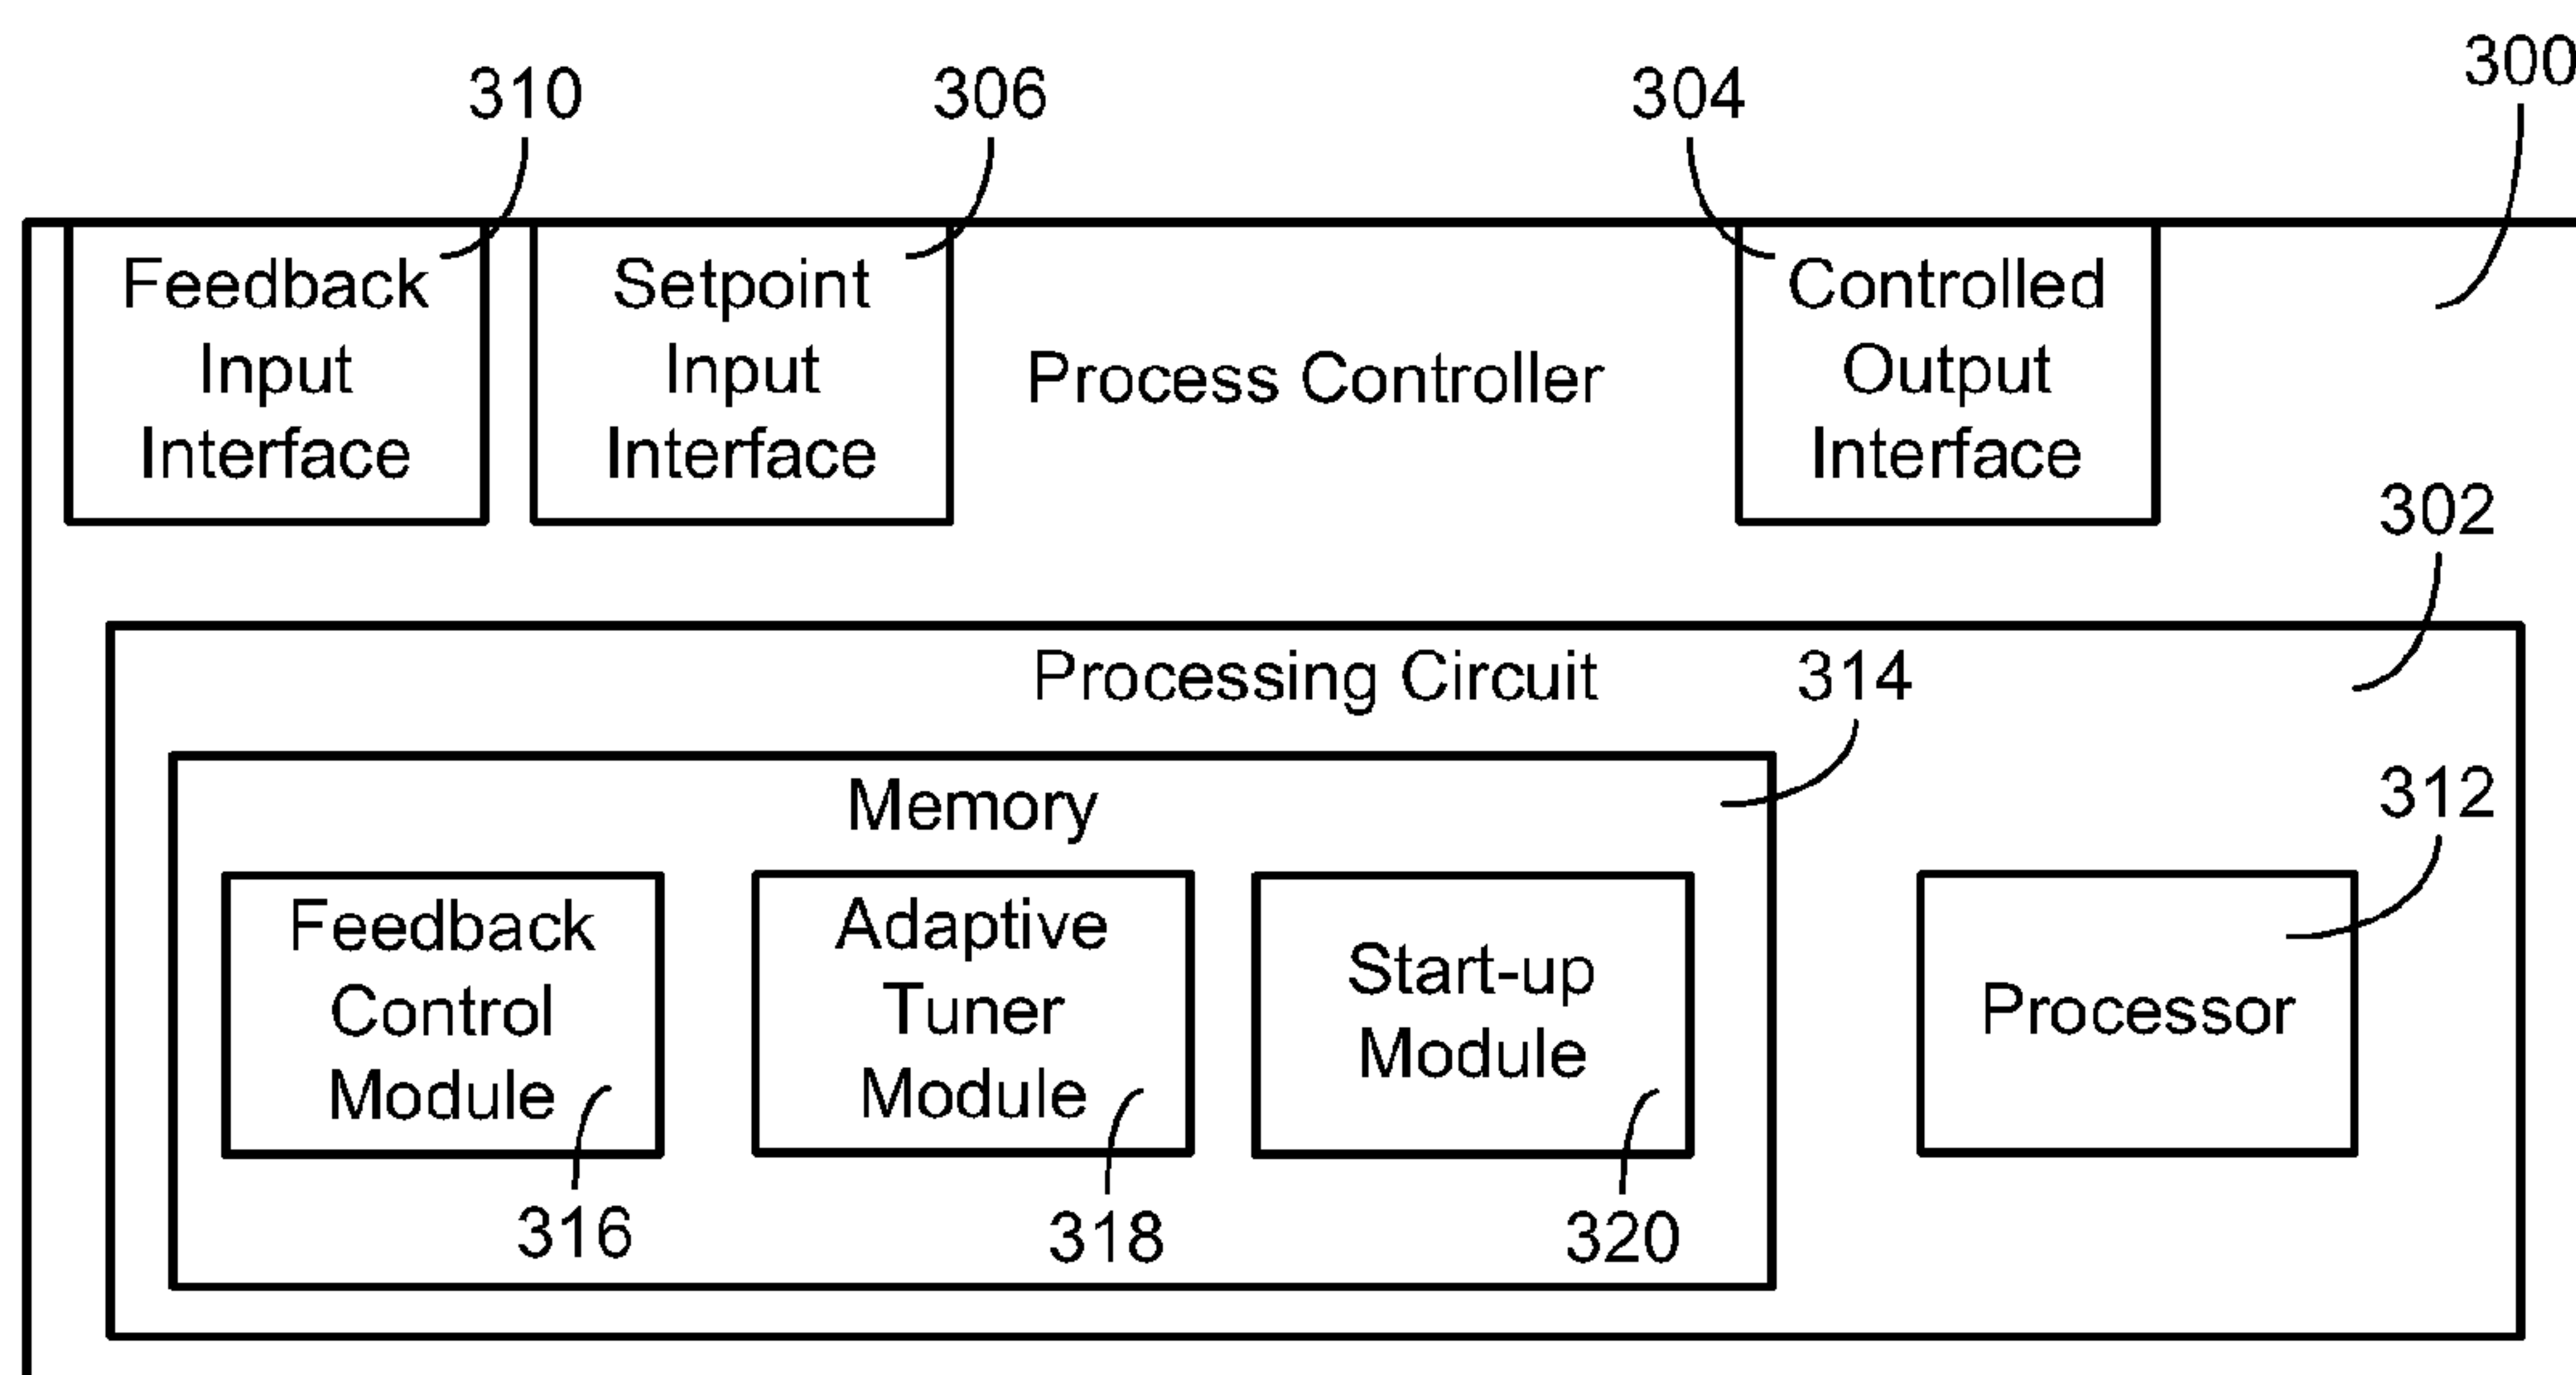 310
306
304
300
Feedback
Input
Interface
Setpoint
Input
Interface
Process Controller
Controlled
Output
Interface
302
Processing Circuit
314
Memory
312
Feedback
Control
Module
Adaptive
Tuner
Module
Start-up
Module
Processor
316
318
320